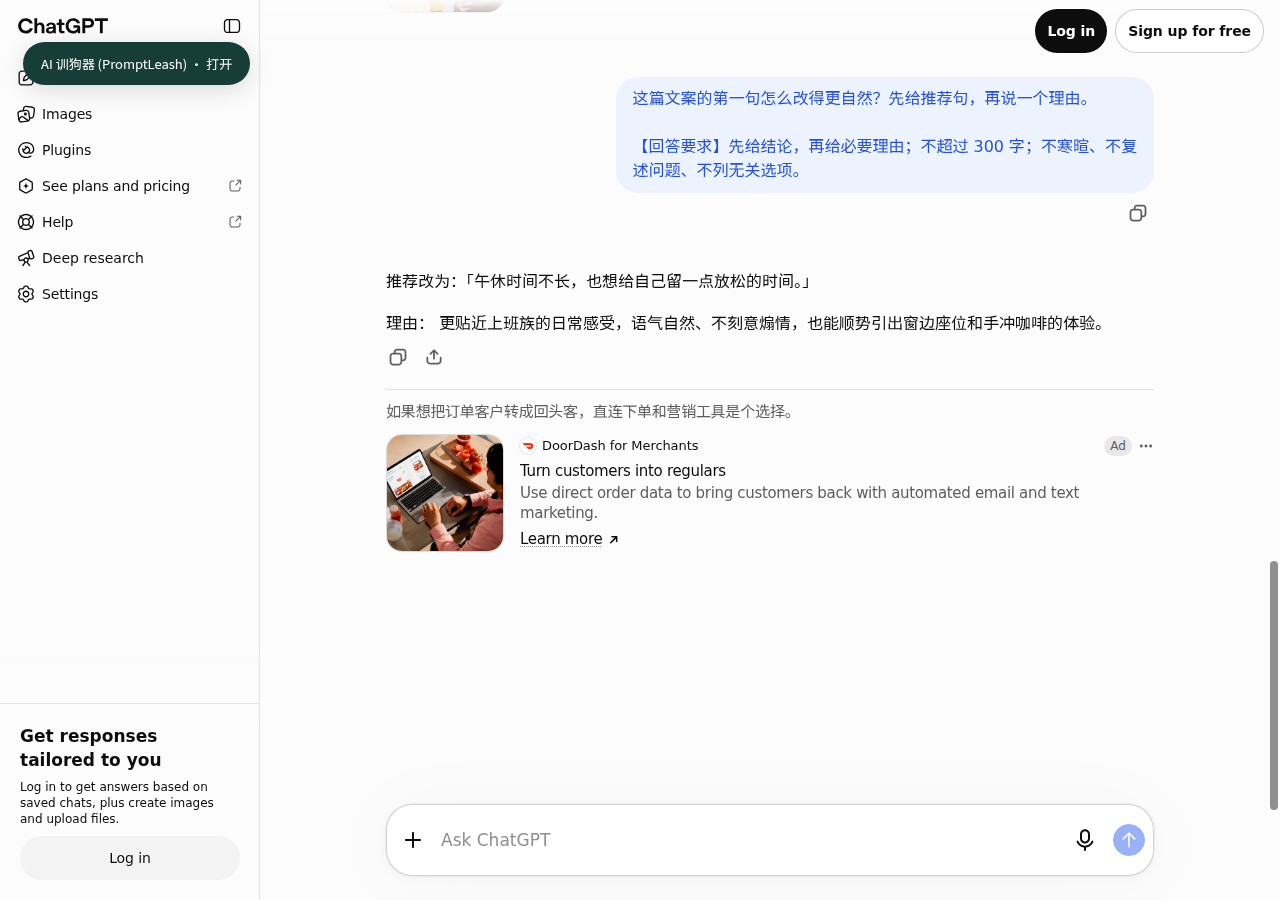 ChatGPT
AI 训狗器 (PromptLeash) · 打开
Images
Plugins
See plans and pricing
Help
Deep research
Settings
Get responses
tailored to you
Log in to get answers based on
saved chats, plus create images
and upload files.
Log in
Log in
Sign up for free
这篇文案的第一句怎么改得更自然？先给推荐句，再说一个理由。
【回答要求】先给结论，再给必要理由；不超过 300 字；不寒暄、不复
述问题、不列无关选项。
推荐改为：「午休时间不长，也想给自己留一点放松的时间。」
理由： 更贴近上班族的日常感受，语气自然、不刻意煽情，也能顺势引出窗边座位和手冲咖啡的体验。
如果想把订单客户转成回头客，直连下单和营销工具是个选择。
DoorDash for Merchants
Ad
Turn customers into regulars
Use direct order data to bring customers back with automated email and text
marketing.
Learn more
Ask ChatGPT